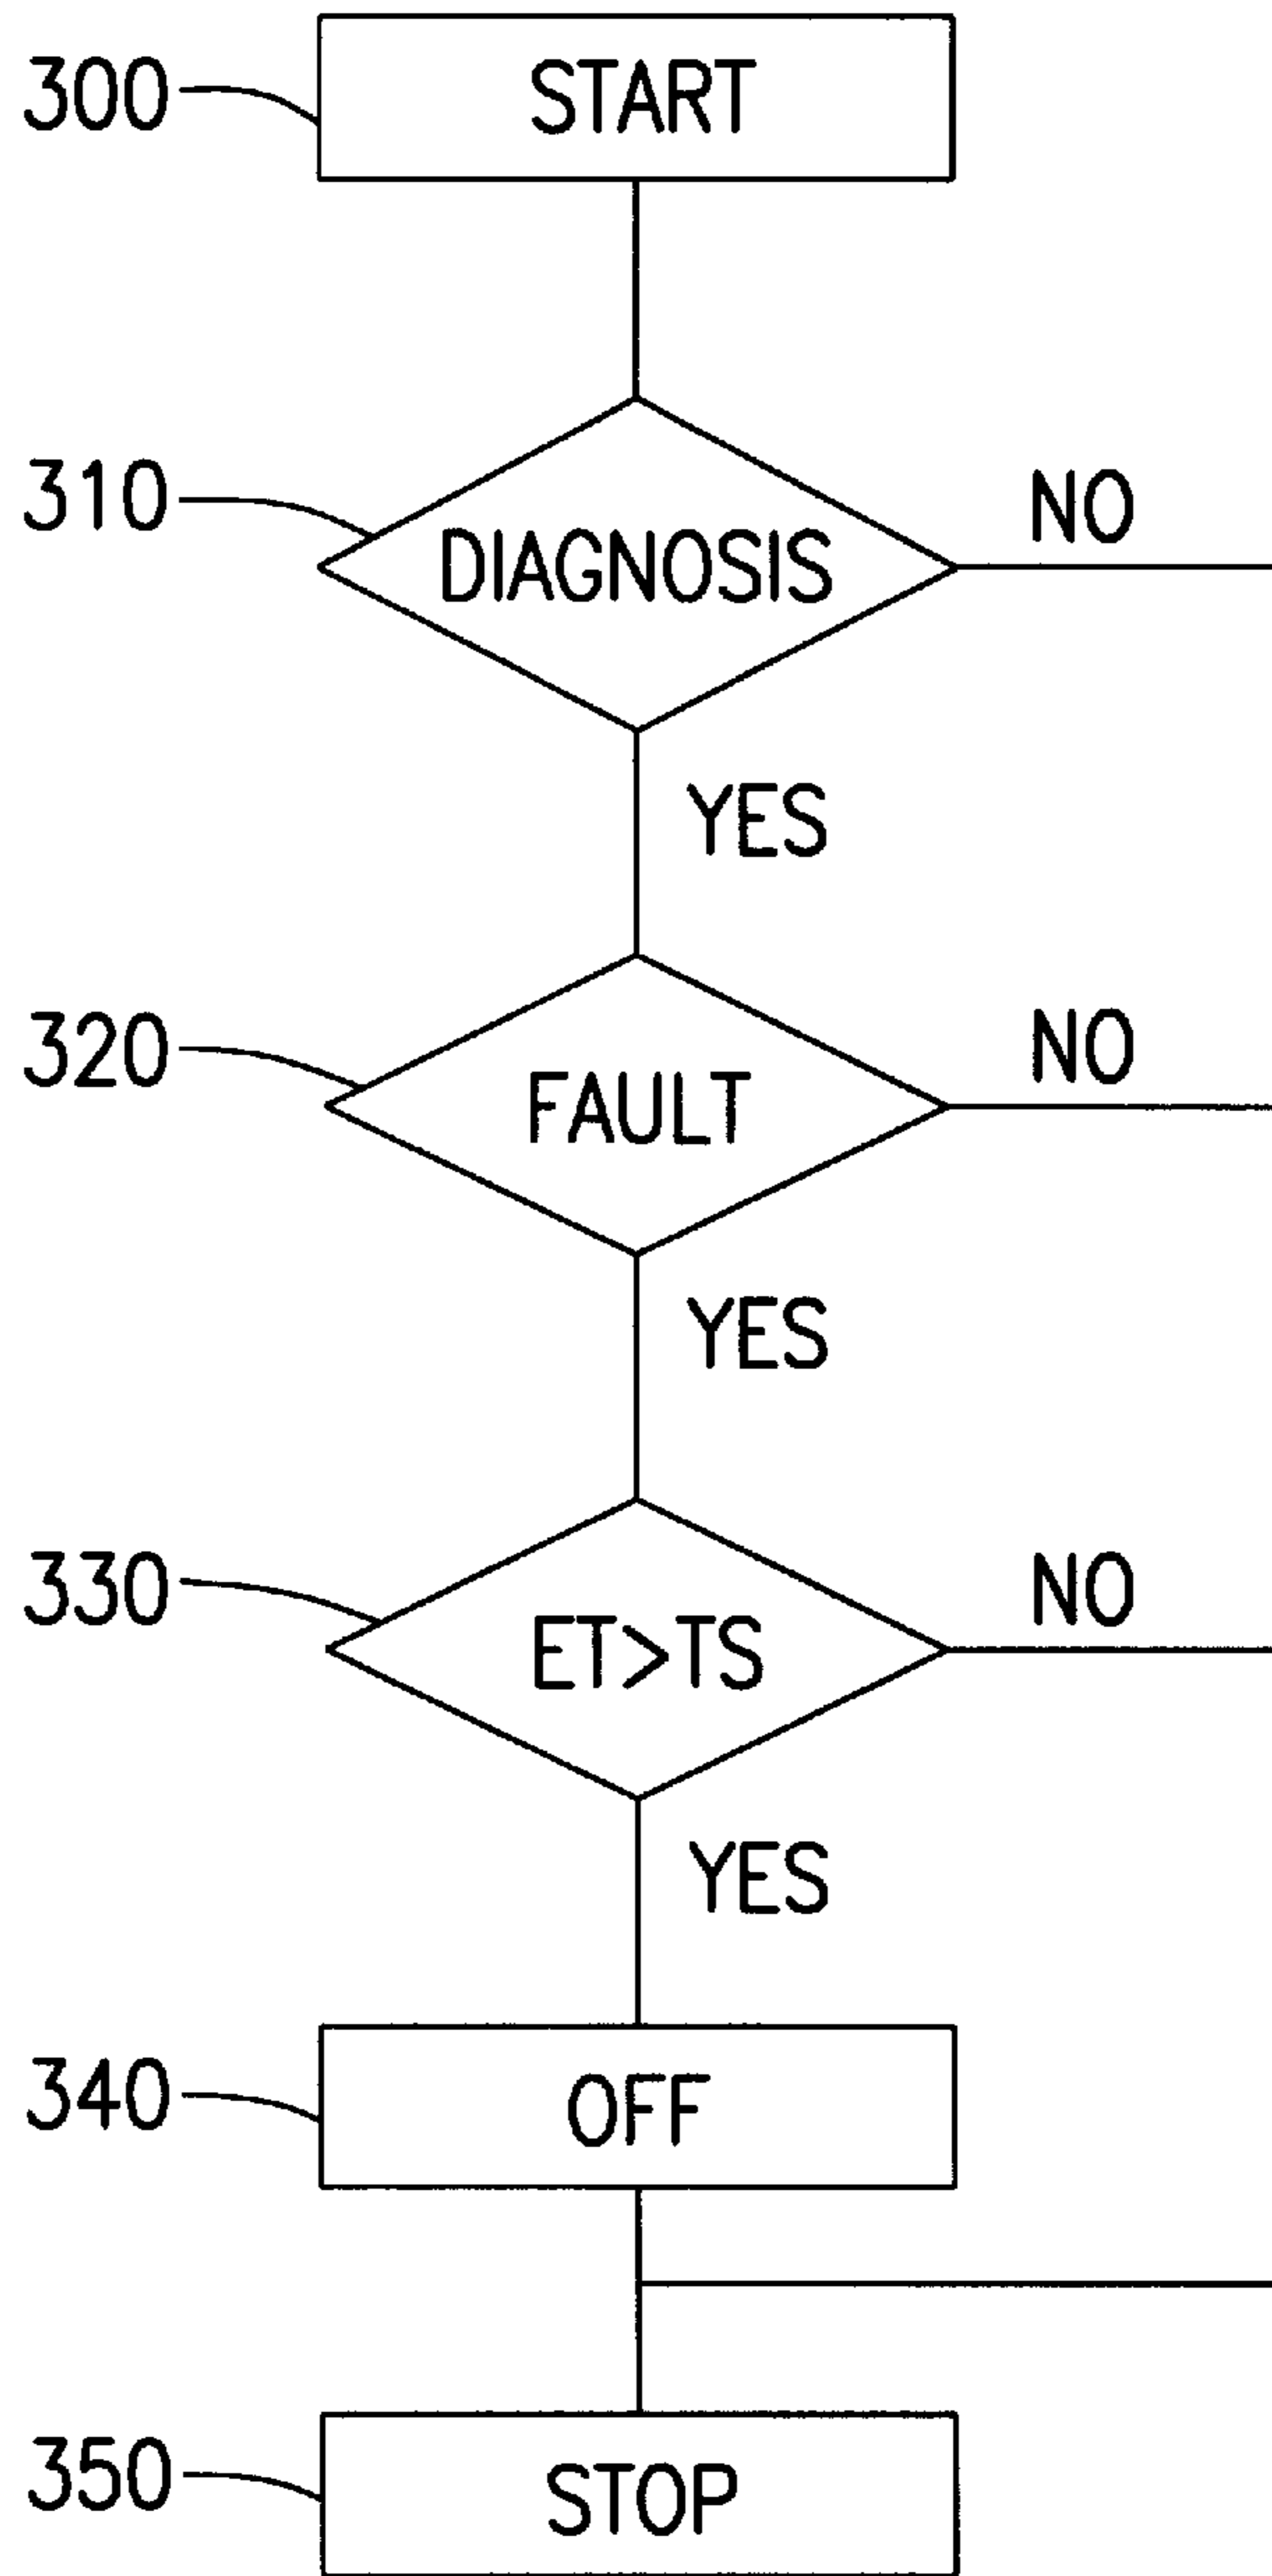 300
START
310
DIAGNOSIS
NO
YES
320
FAULT
NO
YES
330
ET>TS
NO
YES
340
OFF
350
STOP